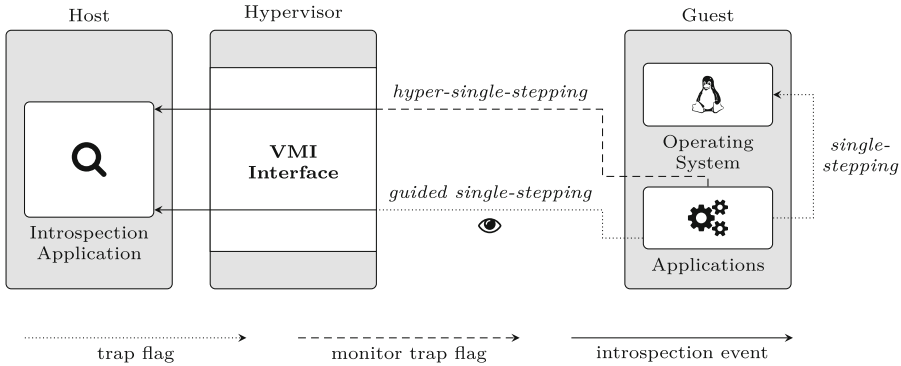 Host
Hypervisor
Guest
hyper-single-stepping
VMI
Interface
guided single-stepping
Introspection
Application
Operating
System
Applications
single-
stepping
trap flag
monitor trap flag
introspection event